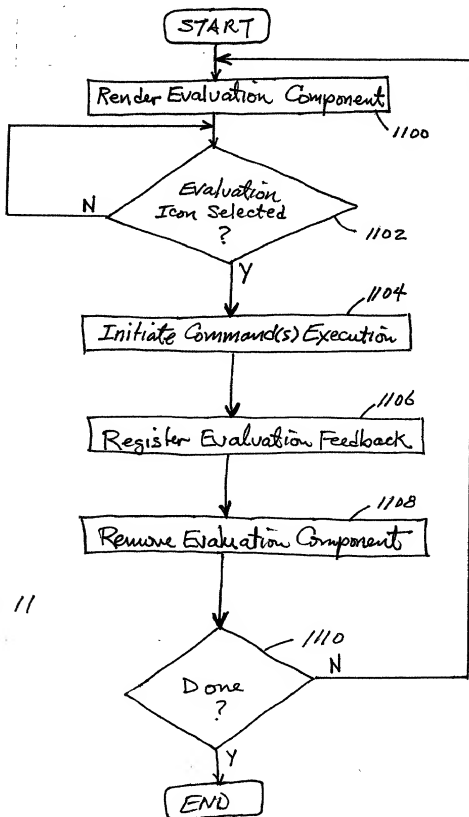 START
Render Evaluation Component
1100
Evaluation
Icon Selected
?
N
1102
Y
1104
Initiate Command(s) Execution
1106
Register Evaluation Feedback
1108
Remove Evaluation Component
11
1110
Done
?
N
Y
END